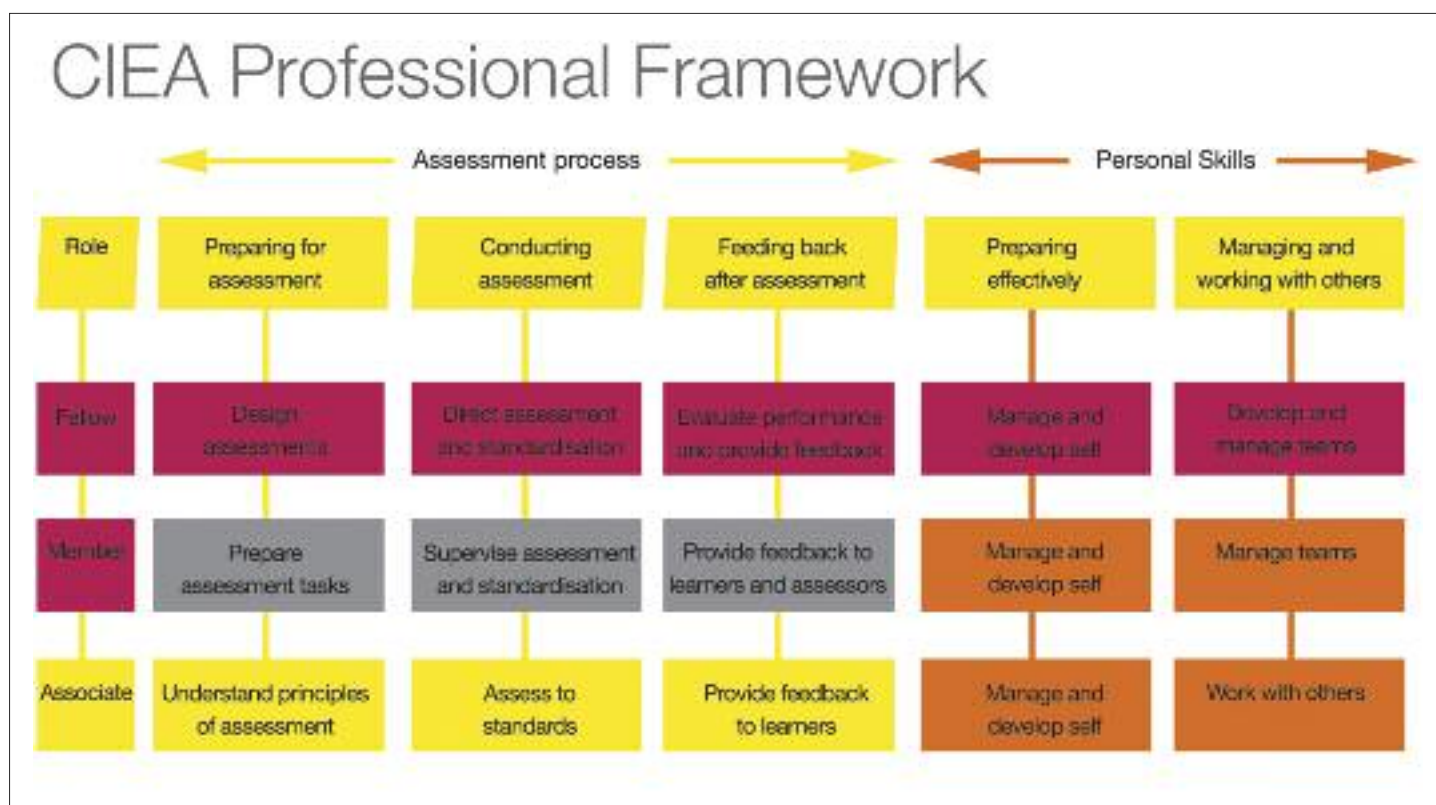 CIEA Professional Framework
Assessment process
Personal Skills
Role
Preparing for
assessment
Conducting
assessment
Feeding back
after assessment
Preparing
effectively
Managing and
working with others
Fellow
Design
assessments
Direct assessment
and standardisation
Evaluate performance
and provide feedback
Manage and
develop self
Develop and
manage teams
Member
Prepare
assessment tasks
Supervise assessment
and standardisation
Provide feedback to
learners and assessors
Manage and
develop self
Manage teams
Associate
Understand principles
of assessment
Assess to
standards
Provide feedback
to learners
Manage and
develop self
Work with others